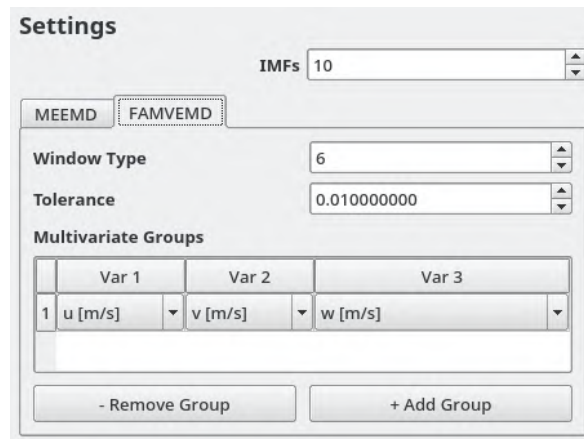 Settings
IMFs 10
MEEMD FAMVEMD
Window Type 6
Tolerance 0.010000000
Multivariate Groups
Var 1 Var 2 Var 3
1 u [m/s] v [m/s] w [m/s]
- Remove Group + Add Group